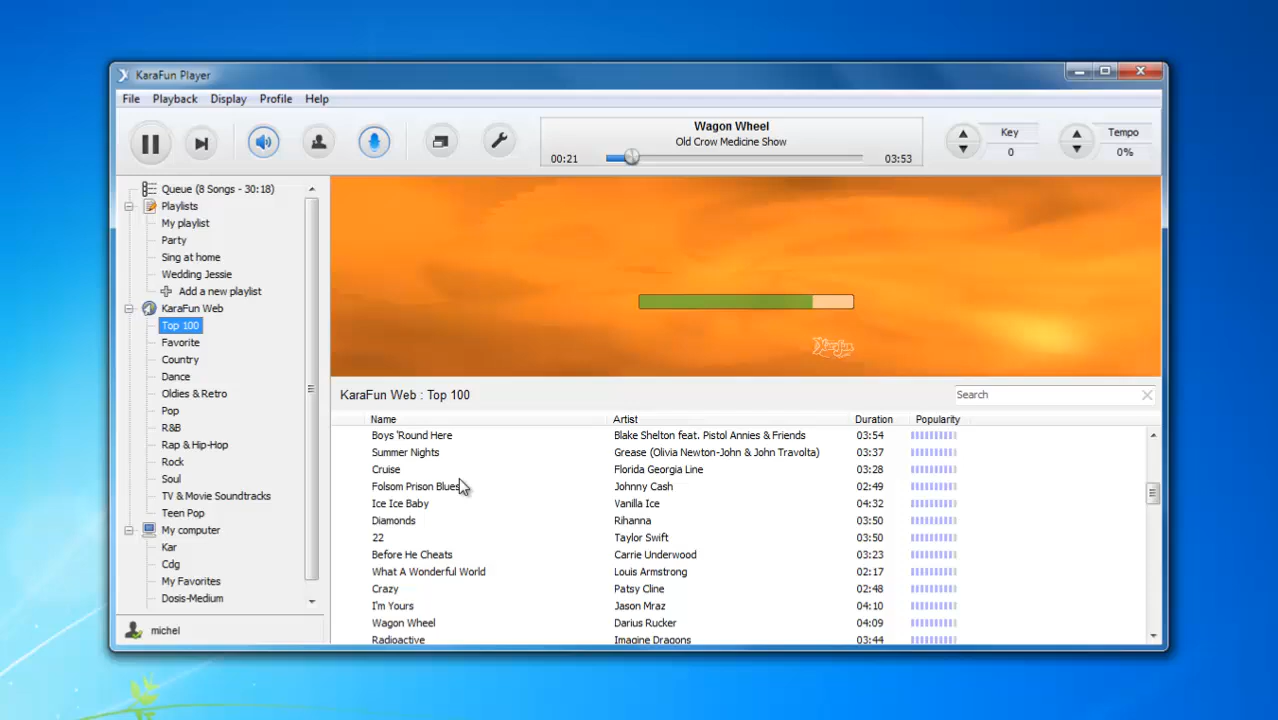 KaraFun Player
File Playback Display Profile Help
Wagon Wheel
Old Crow Medicine Show
00:21 03:53
Key
0
Tempo
0%
Queue (8 Songs - 30:18)
Playlists
My playlist
Party
Sing at home
Wedding Jessie
Add a new playlist
KaraFun Web
Top 100
Favorite
Country
Dance
Oldies & Retro
Pop
R&B
Rap & Hip-Hop
Rock
Soul
TV & Movie Soundtracks
Teen Pop
My computer
Kar
Cdg
My Favorites
Dosis-Medium
michel
Karafun
KaraFun Web : Top 100
Search
Name Artist Duration Popularity
Boys 'Round Here Blake Shelton feat. Pistol Annies & Friends 03:54
Summer Nights Grease (Olivia Newton-John & John Travolta) 03:37
Cruise Florida Georgia Line 03:28
Folsom Prison Blues Johnny Cash 02:49
Ice Ice Baby Vanilla Ice 04:32
Diamonds Rihanna 03:50
22 Taylor Swift 03:50
Before He Cheats Carrie Underwood 03:23
What A Wonderful World Louis Armstrong 02:17
Crazy Patsy Cline 02:48
I'm Yours Jason Mraz 04:10
Wagon Wheel Darius Rucker 04:09
Radioactive Imagine Dragons 03:44